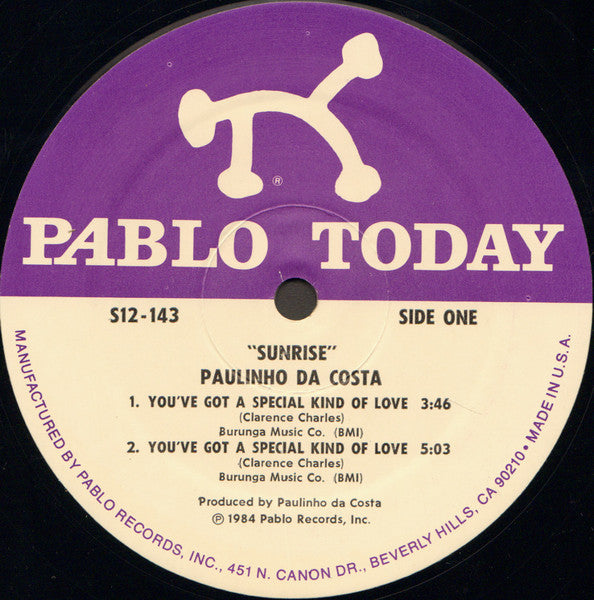 ®
PABLO TODAY
S12-143
SIDE ONE
"SUNRISE"
PAULINHO DA COSTA
1. YOU'VE GOT A SPECIAL KIND OF LOVE 3:46
(Clarence Charles)
Burunga Music Co. (BMI)
2. YOU'VE GOT A SPECIAL KIND OF LOVE 5:03
(Clarence Charles)
Burunga Music Co. (BMI)
Produced by Paulinho da Costa
℗ 1984 Pablo Records, Inc.
MANUFACTURED BY PABLO RECORDS, INC., 451 N. CANON DR., BEVERLY HILLS, CA 90210 • MADE IN U.S.A.